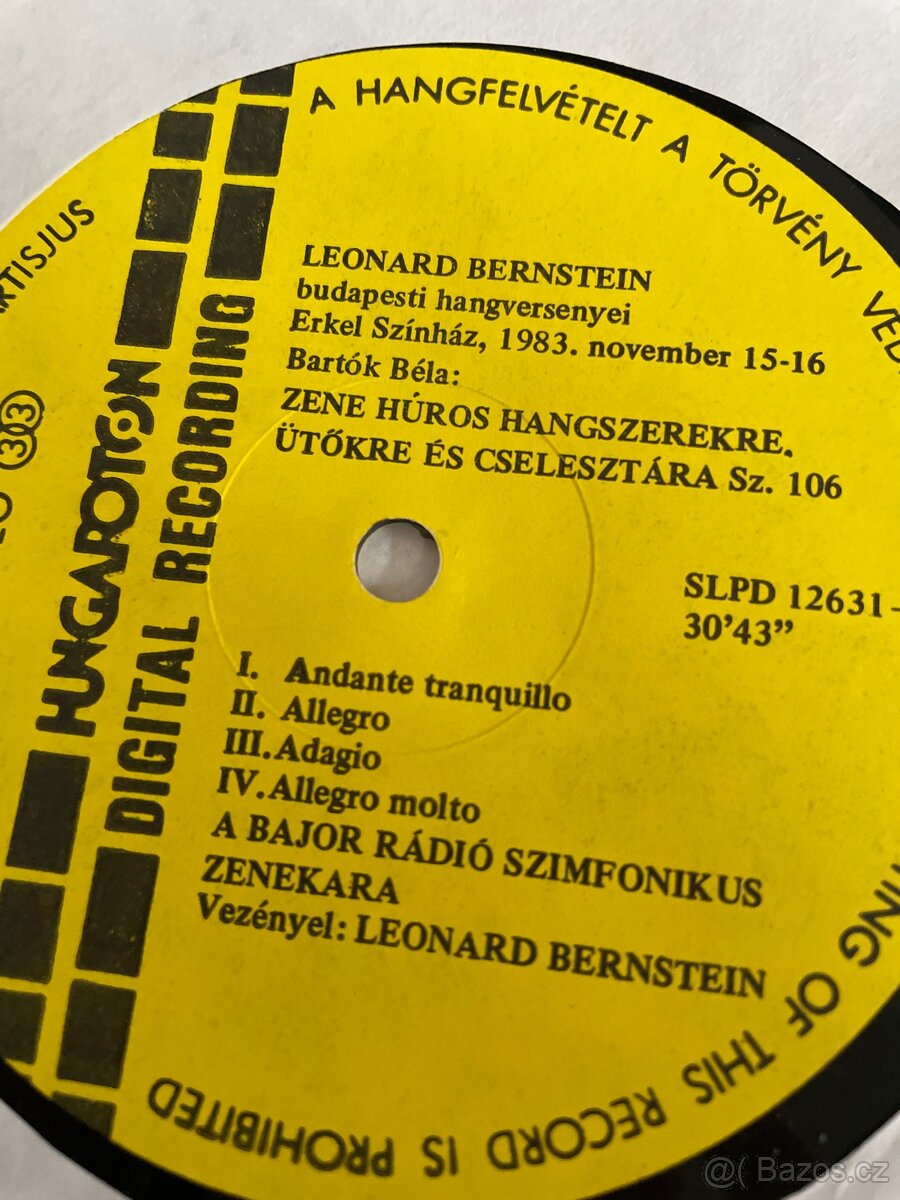 A HANGFELVÉTELT A TÖRVÉNY
LEONARD BERNSTEIN
budapesti hangversenyei
Erkel Színház, 1983. november 15-16
Bartók Béla:
ZENE HÚROS HANGSZEREKRE,
ÜTŐKRE ÉS CSELESZTÁRA Sz. 106
SLPD 12631-
30’43”
I. Andante tranquillo
II. Allegro
III. Adagio
IV. Allegro molto
A BAJOR RÁDIÓ SZIMFONIKUS
ZENEKARA
Vezényel: LEONARD BERNSTEIN
HUNGAROTON
DIGITAL RECORDING
33
OF THIS RECORD IS PROHIBITED
@( Bazos.cz